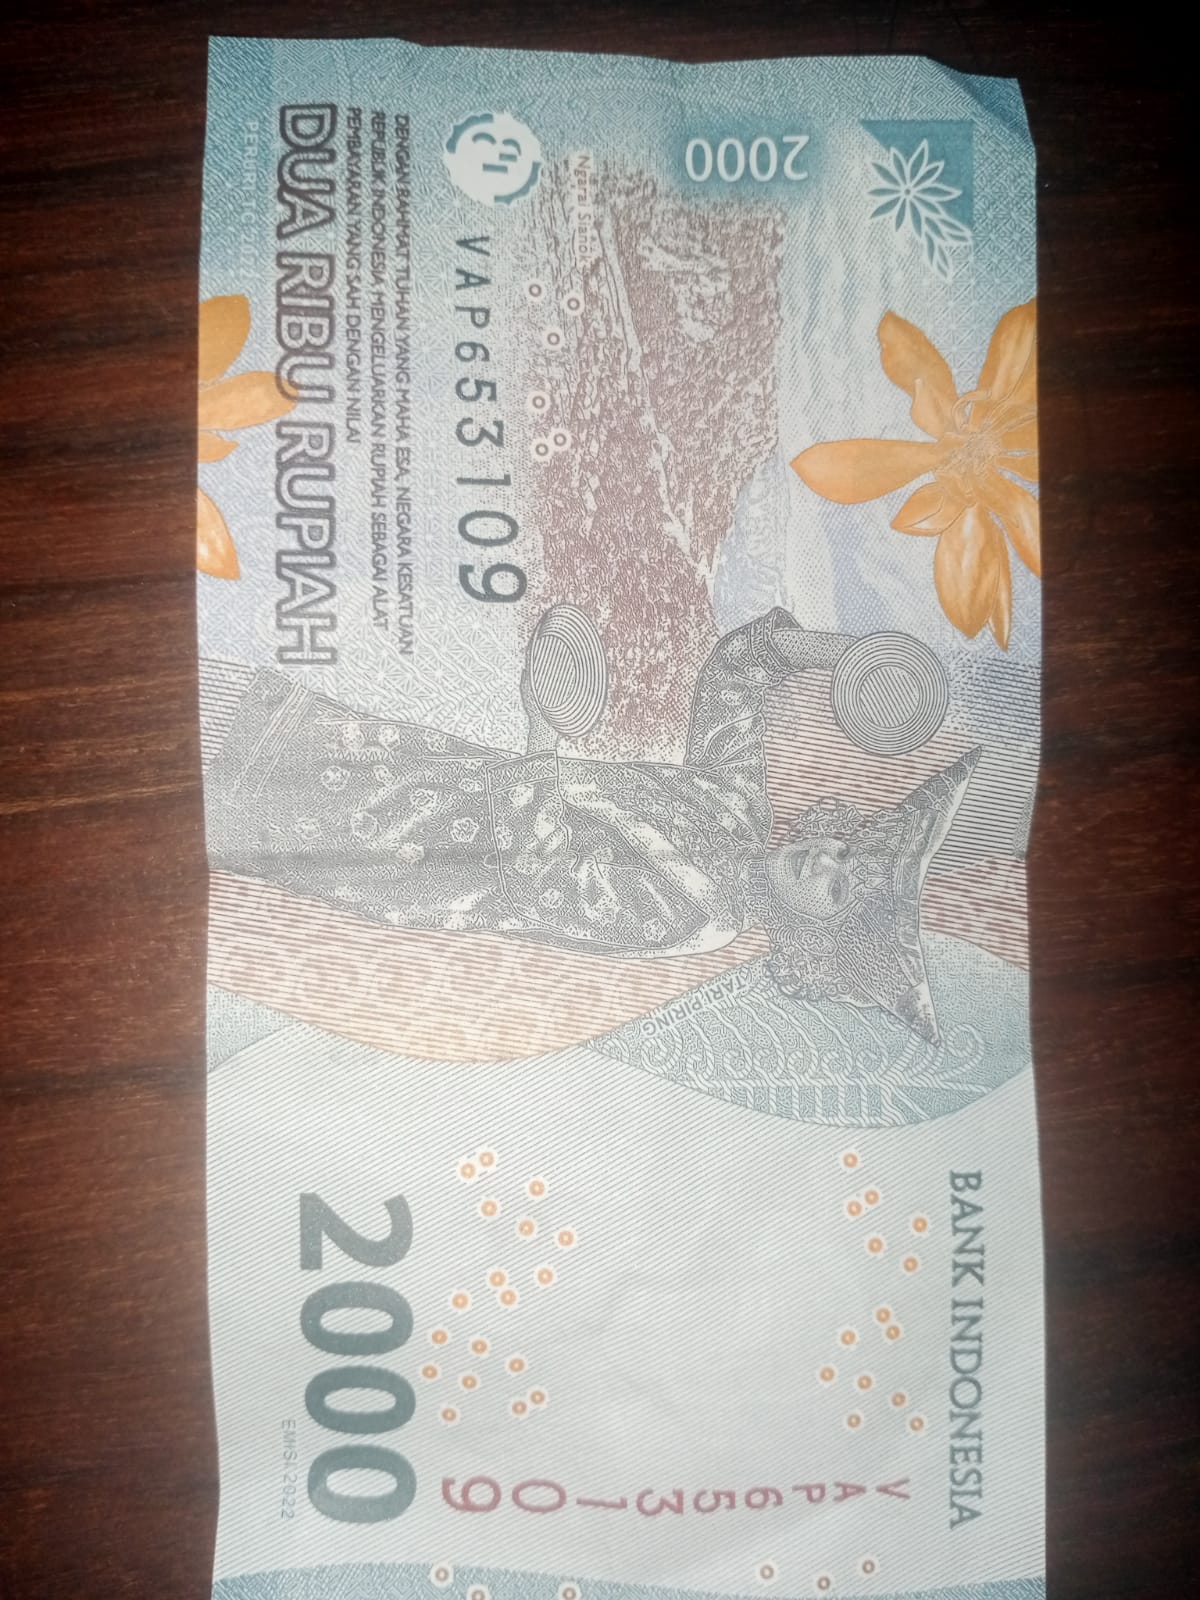 2000
Ngarai Sianok
VAP653109
DENGAN RAHMAT TUHAN YANG MAHA ESA, NEGARA KESATUAN
REPUBLIK INDONESIA MENGELUARKAN RUPIAH SEBAGAI ALAT
PEMBAYARAN YANG SAH DENGAN NILAI
DUA RIBU RUPIAH
TARI PIRING
BANK INDONESIA
VAP653109
2000
EMISI 2022